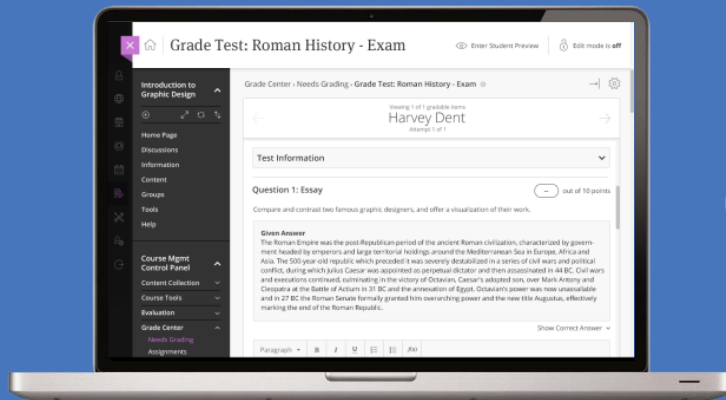 Grade Test: Roman History - Exam
Enter Student Preview
Edit mode is off
Introduction to
Graphic Design
Home Page
Discussions
Information
Content
Groups
Tools
Help
Course Mgmt
Control Panel
Content Collection
Course Tools
Evaluation
Grade Center
Needs Grading
Assignments
Grade Center › Needs Grading › Grade Test: Roman History - Exam
Viewing 1 of 1 gradable items
Harvey Dent
Attempt 1 of 1
Test Information
Question 1: Essay
-- out of 10 points
Compare and contrast two famous graphic designers, and offer a visualization of their work.
Given Answer
The Roman Empire was the post-Republican period of the ancient Roman civilization, characterized by govern-
ment headed by emperors and large territorial holdings around the Mediterranean Sea in Europe, Africa and
Asia. The 500-year-old republic which preceded it was severely destabilized in a series of civil wars and political
conflict, during which Julius Caesar was appointed as perpetual dictator and then assassinated in 44 BC. Civil wars
and executions continued, culminating in the victory of Octavian, Caesar's adopted son, over Mark Antony and
Cleopatra at the Battle of Actium in 31 BC and the annexation of Egypt. Octavian's power was now unassailable
and in 27 BC the Roman Senate formally granted him overarching power and the new title Augustus, effectively
marking the end of the Roman Republic.
Show Correct Answer
Paragraph
B I U f(x)